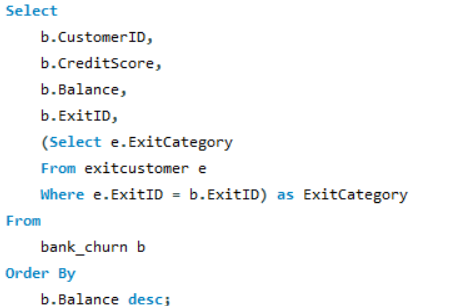 Select
b.CustomerID,
b.CreditScore,
b.Balance,
b.ExitID,
(Select e.ExitCategory
From exitcustomer e
Where e.ExitID = b.ExitID) as ExitCategory
From
bank_churn b
Order By
b.Balance desc;